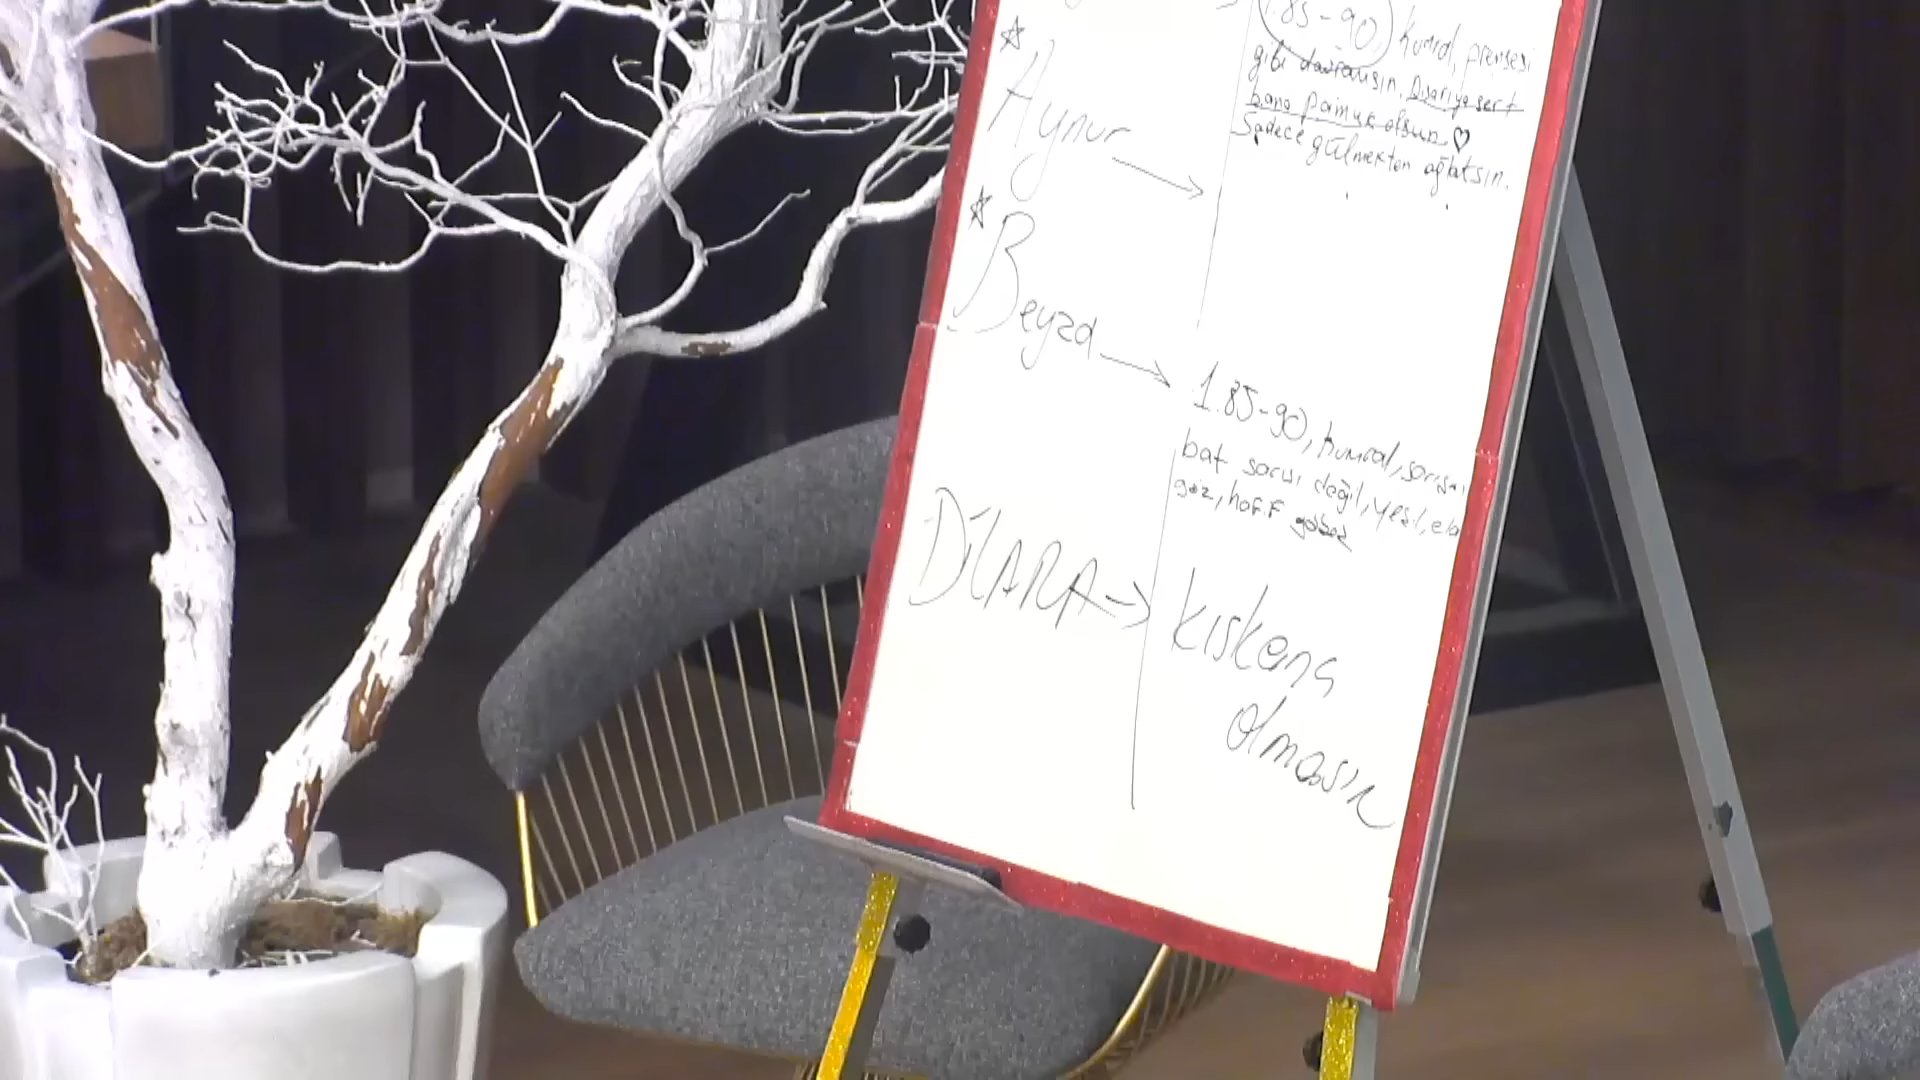 1.85-90, kumral, prensesi
gibi davransın, Dışarıya sert
bana pamuk olsun ♡
Sadece gülmekten ağlatsın.
☆ Aynur →
☆ Beyza → 1.85-90, kumral, sarışın
bat sarısı değil, yeşil, ela
göz, hafif göbek
DİLARA → kıskanç
olmasın